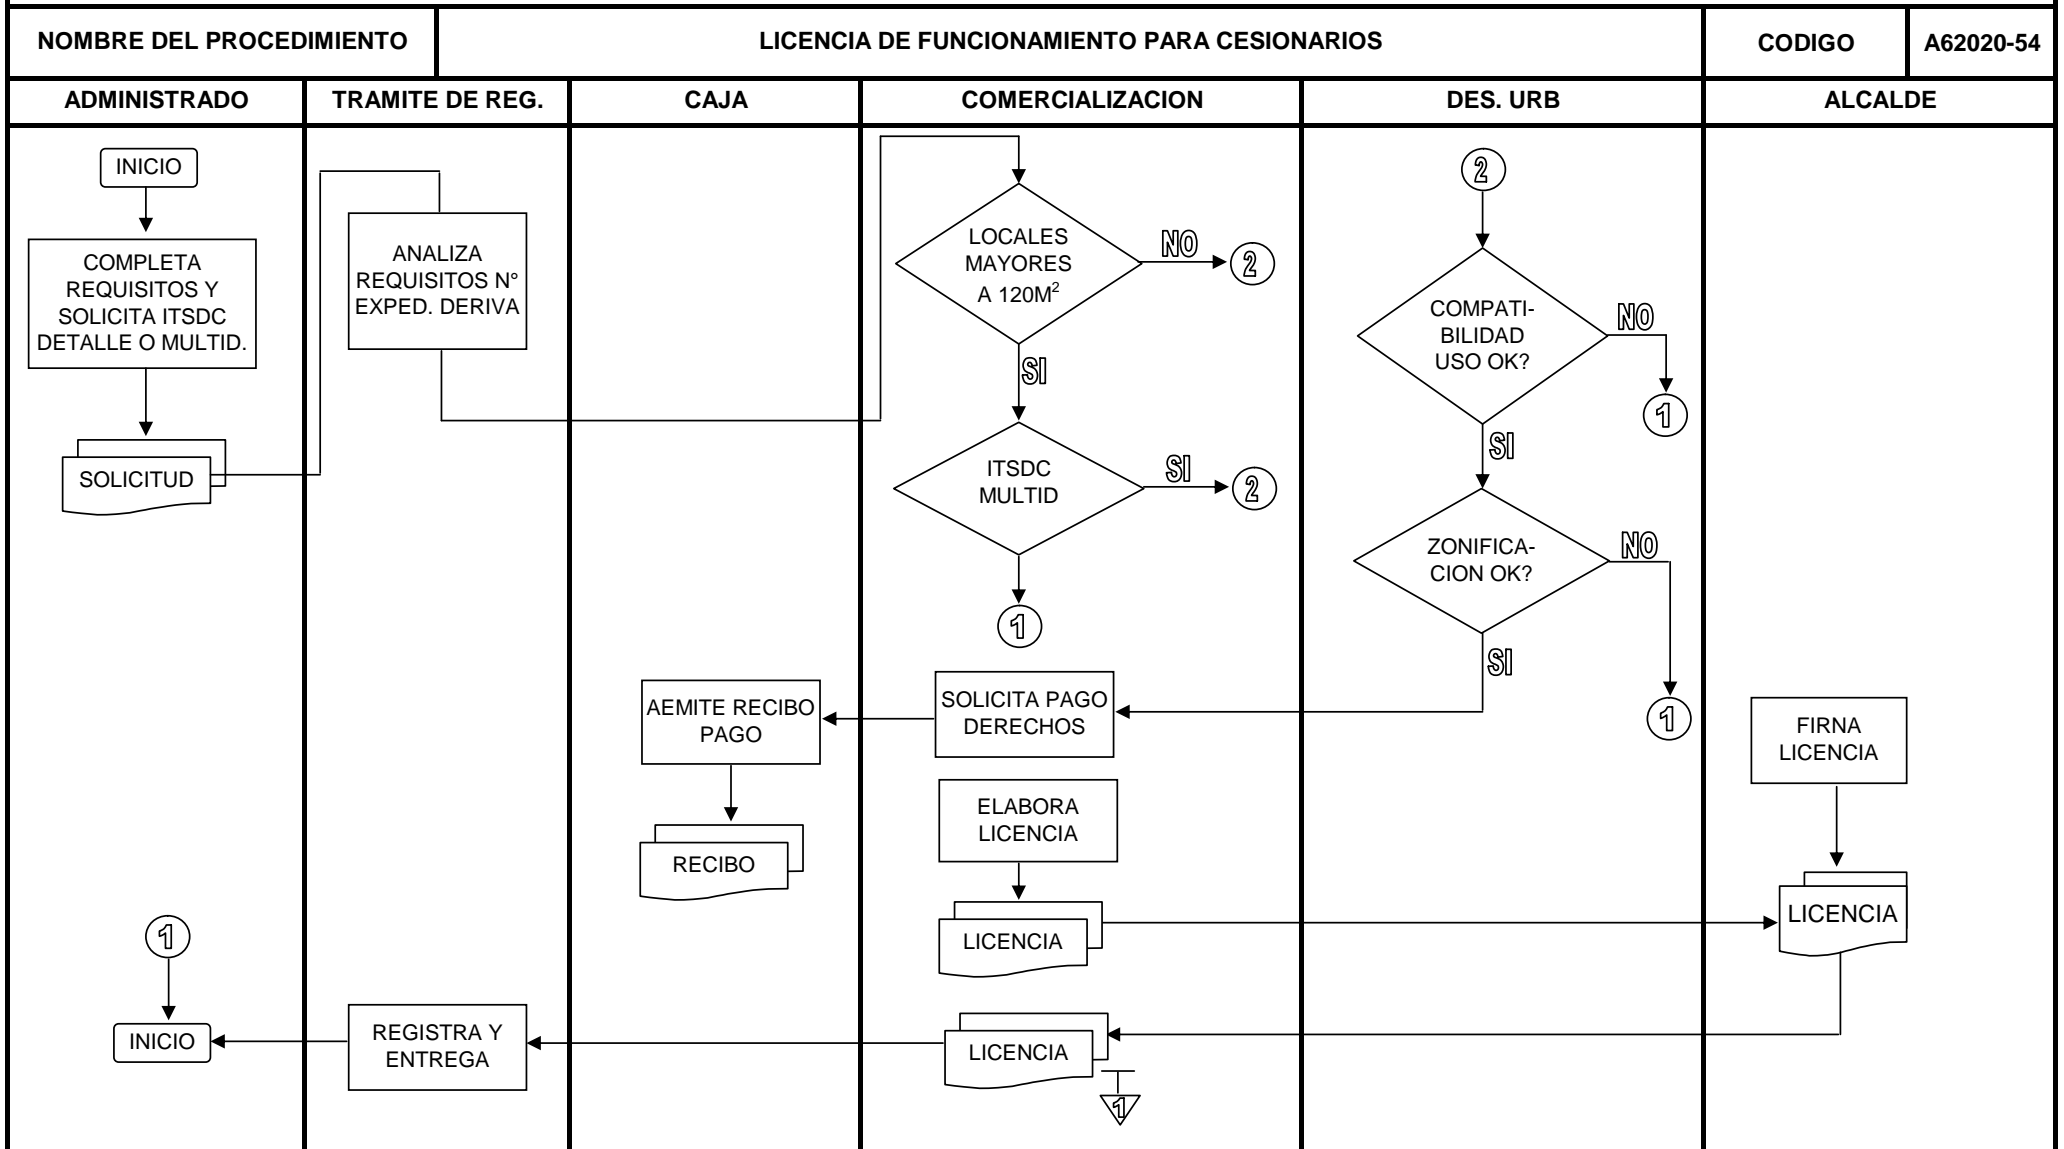 NOMBRE DEL PROCEDIMIENTO
LICENCIA DE FUNCIONAMIENTO PARA CESIONARIOS
CODIGO
A62020-54
ADMINISTRADO
TRAMITE DE REG.
CAJA
COMERCIALIZACION
DES. URB
ALCALDE
INICIO
COMPLETA
REQUISITOS Y
SOLICITA ITSDC
DETALLE O MULTID.
SOLICITUD
ANALIZA
REQUISITOS N°
EXPED. DERIVA
LOCALES
MAYORES
A 120M²
NO
2
SI
ITSDC
MULTID
SI
2
1
2
COMPATI-
BILIDAD
USO OK?
NO
1
SI
ZONIFICA-
CION OK?
NO
1
SI
SOLICITA PAGO
DERECHOS
AEMITE RECIBO
PAGO
RECIBO
ELABORA
LICENCIA
LICENCIA
FIRNA
LICENCIA
LICENCIA
LICENCIA
1
REGISTRA Y
ENTREGA
1
INICIO